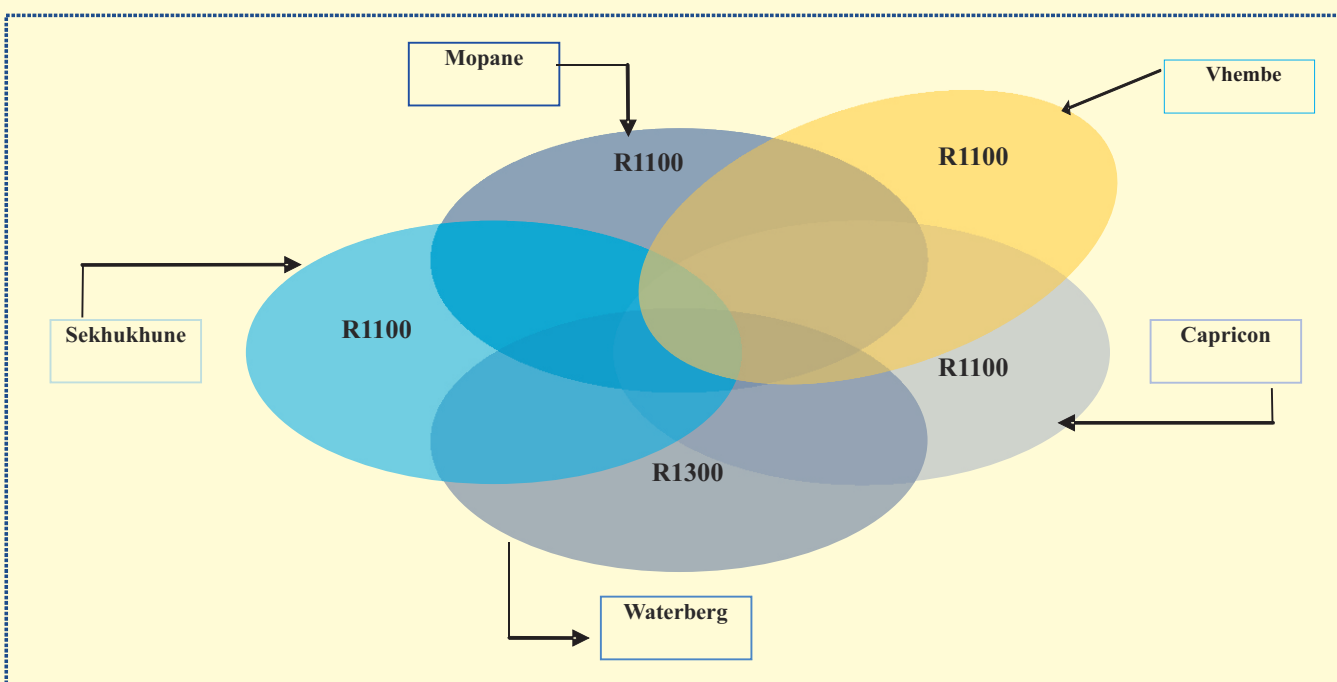 Mopane
Vhembe
R1100
R1100
Sekhukhune
R1100
Capricon
R1100
R1300
Waterberg